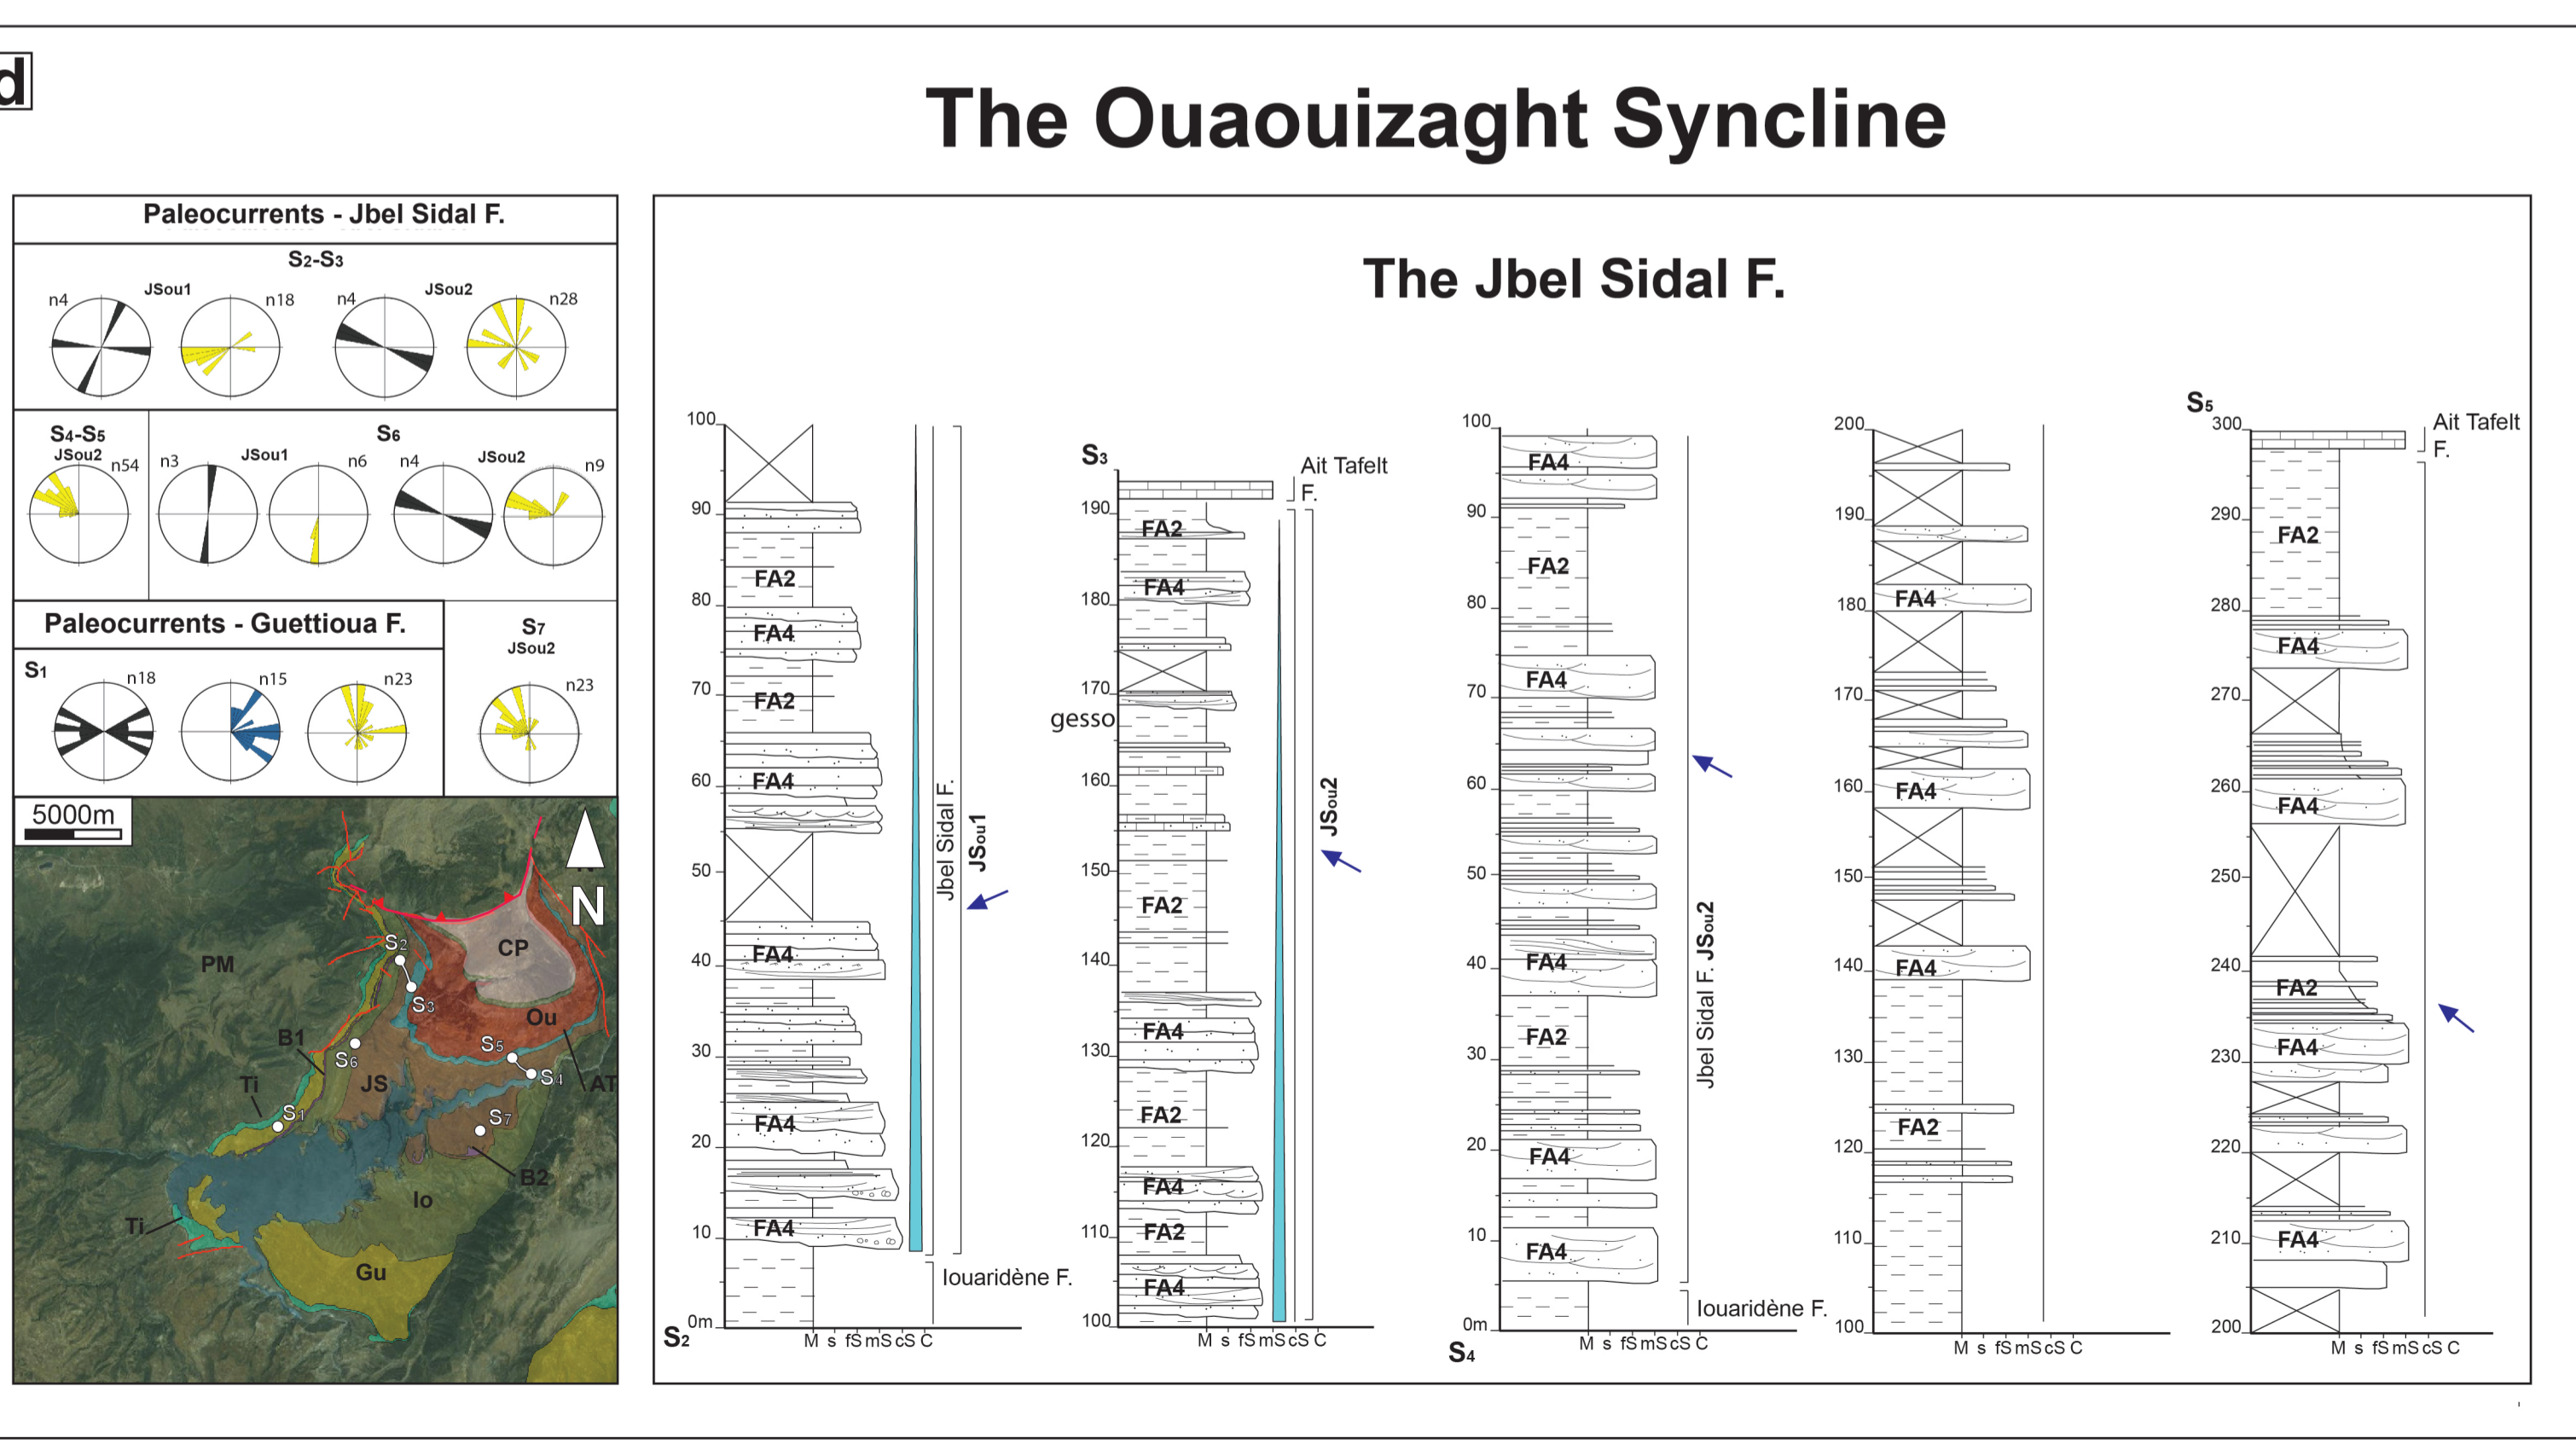 d
The Ouaouizaght Syncline
Paleocurrents - Jbel Sidal F.
S2-S3
n4 JSou1 n18 n4 JSou2 n28
S4-S5
JSou2
n54
S6
n3 JSou1 n6 n4 JSou2 n9
Paleocurrents - Guettioua F.
S1
n18 n15 n23
S7
JSou2
n23
5000m
N
PM
CP
S2
S3
Ou
B1
S6
S5
S4
JS
Ti
AT
S1
S7
B2
Io
Ti
Gu
The Jbel Sidal F.
100
90
80
70
60
50
40
30
20
10
0m
S2
FA2
FA4
FA2
FA4
FA4
FA4
FA4
M s fS mS cS C
Jbel Sidal F.
JSou1
Iouaridène F.
S3
190
180
170
gesso
160
150
140
130
120
110
100
FA2
FA4
FA2
FA4
FA2
FA4
FA2
FA4
M s fS mS cS C
Ait Tafelt
F.
JSou2
100
90
80
70
60
50
40
30
20
10
0m
S4
FA4
FA2
FA4
FA4
FA2
FA4
FA4
M s fS mS cS C
Jbel Sidal F. JSou2
Iouaridène F.
200
190
180
170
160
150
140
130
120
110
100
FA4
FA4
FA4
FA2
M s fS mS cS C
S5
300
290
280
270
260
250
240
230
220
210
200
FA2
FA4
FA4
FA2
FA4
FA4
M s fS mS cS C
Ait Tafelt
F.